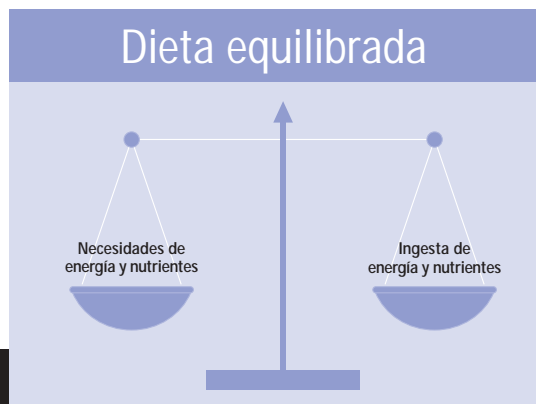 Dieta equilibrada
Necesidades de
energía y nutrientes
Ingesta de
energía y nutrientes